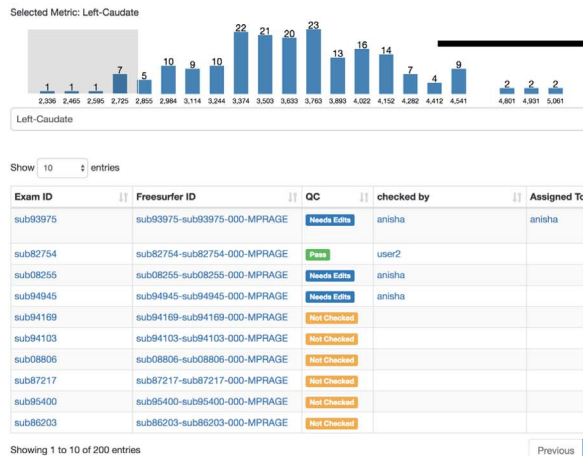 Selected Metric: Left-Caudate
1 1 1 7 5 10 9 10 22 21 20 23 13 16 14 7 4 9 2 2 2
2,336 2,465 2,595 2,725 2,855 2,984 3,114 3,244 3,374 3,503 3,633 3,763 3,893 4,022 4,152 4,282 4,412 4,541 4,801 4,931 5,061
Left-Caudate
Show 10 entries
Exam ID Freesurfer ID QC checked by Assigned To
sub93975 sub93975-sub93975-000-MPRAGE Needs Edits anisha anisha
sub82754 sub82754-sub82754-000-MPRAGE Pass user2
sub08255 sub08255-sub08255-000-MPRAGE Needs Edits anisha
sub94945 sub94945-sub94945-000-MPRAGE Needs Edits anisha
sub94169 sub94169-sub94169-000-MPRAGE Not Checked
sub94103 sub94103-sub94103-000-MPRAGE Not Checked
sub08806 sub08806-sub08806-000-MPRAGE Not Checked
sub87217 sub87217-sub87217-000-MPRAGE Not Checked
sub95400 sub95400-sub95400-000-MPRAGE Not Checked
sub86203 sub86203-sub86203-000-MPRAGE Not Checked
Showing 1 to 10 of 200 entries
Previous